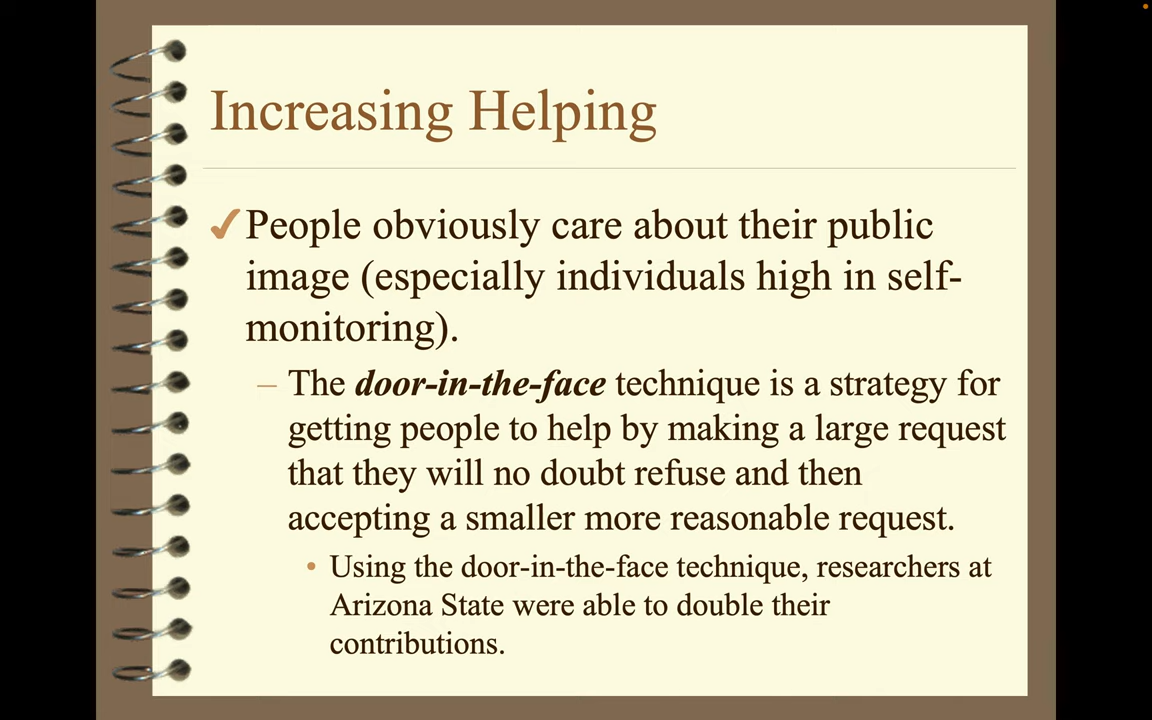 Increasing Helping
✓People obviously care about their public
image (especially individuals high in self-
monitoring).
– The door-in-the-face technique is a strategy for
getting people to help by making a large request
that they will no doubt refuse and then
accepting a smaller more reasonable request.
• Using the door-in-the-face technique, researchers at
Arizona State were able to double their
contributions.